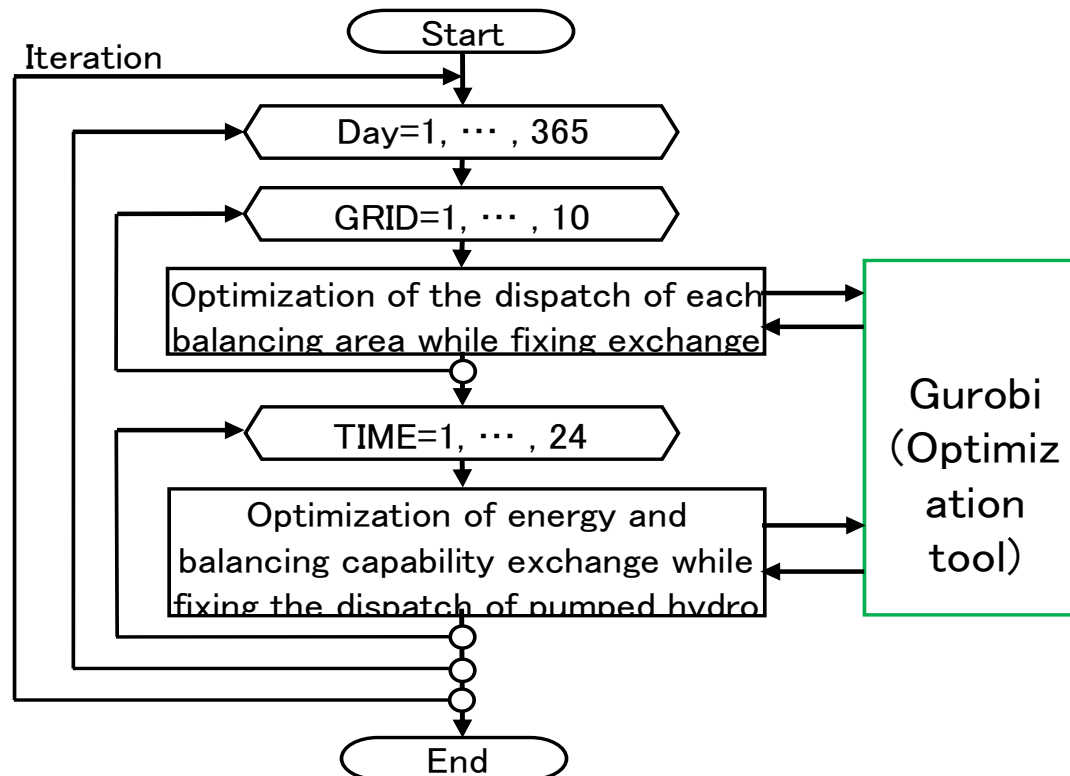 Start
Iteration
Day=1, ··· , 365
GRID=1, ··· , 10
Optimization of the dispatch of each
balancing area while fixing exchange
TIME=1, ··· , 24
Optimization of energy and
balancing capability exchange while
fixing the dispatch of pumped hydro
Gurobi
(Optimiz
ation
tool)
End